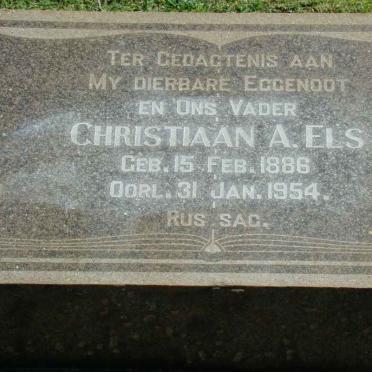 TER GEDAGTENIS AAN
MY DIERBARE EGGENOOT
EN ONS VADER
CHRISTIAAN A. ELS
GEB. 15 FEB. 1886
OORL. 31 JAN. 1954.
RUS SAG.